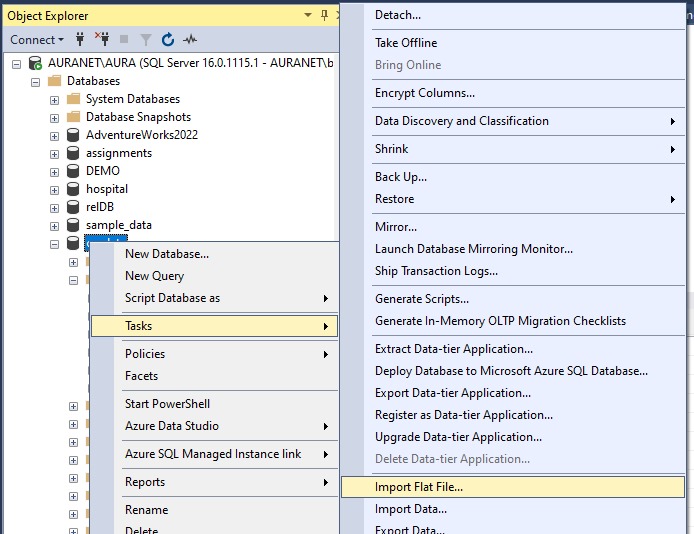 Object Explorer
Connect
AURANET\AURA (SQL Server 16.0.1115.1 - AURANET\b
Databases
System Databases
Database Snapshots
AdventureWorks2022
assignments
DEMO
hospital
relDB
sample_data
New Database...
New Query
Script Database as
Tasks
Policies
Facets
Start PowerShell
Azure Data Studio
Azure SQL Managed Instance link
Reports
Rename
Delete
Detach...
Take Offline
Bring Online
Encrypt Columns...
Data Discovery and Classification
Shrink
Back Up...
Restore
Mirror...
Launch Database Mirroring Monitor...
Ship Transaction Logs...
Generate Scripts...
Generate In-Memory OLTP Migration Checklists
Extract Data-tier Application...
Deploy Database to Microsoft Azure SQL Database...
Export Data-tier Application...
Register as Data-tier Application...
Upgrade Data-tier Application...
Delete Data-tier Application...
Import Flat File...
Import Data...
Export Data...